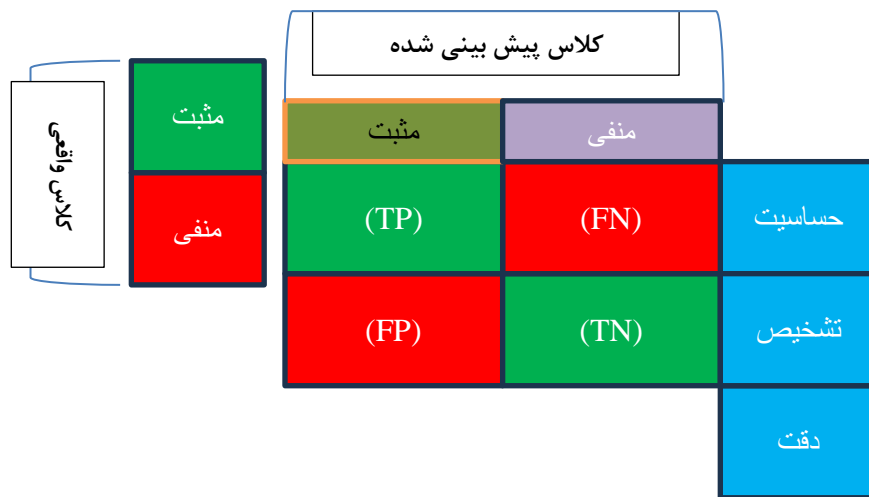 کلاس پیش بینی شده
کلاس واقعی
مثبت
منفی
مثبت
منفی
(TP)
(FN)
حساسیت
(FP)
(TN)
تشخیص
دقت